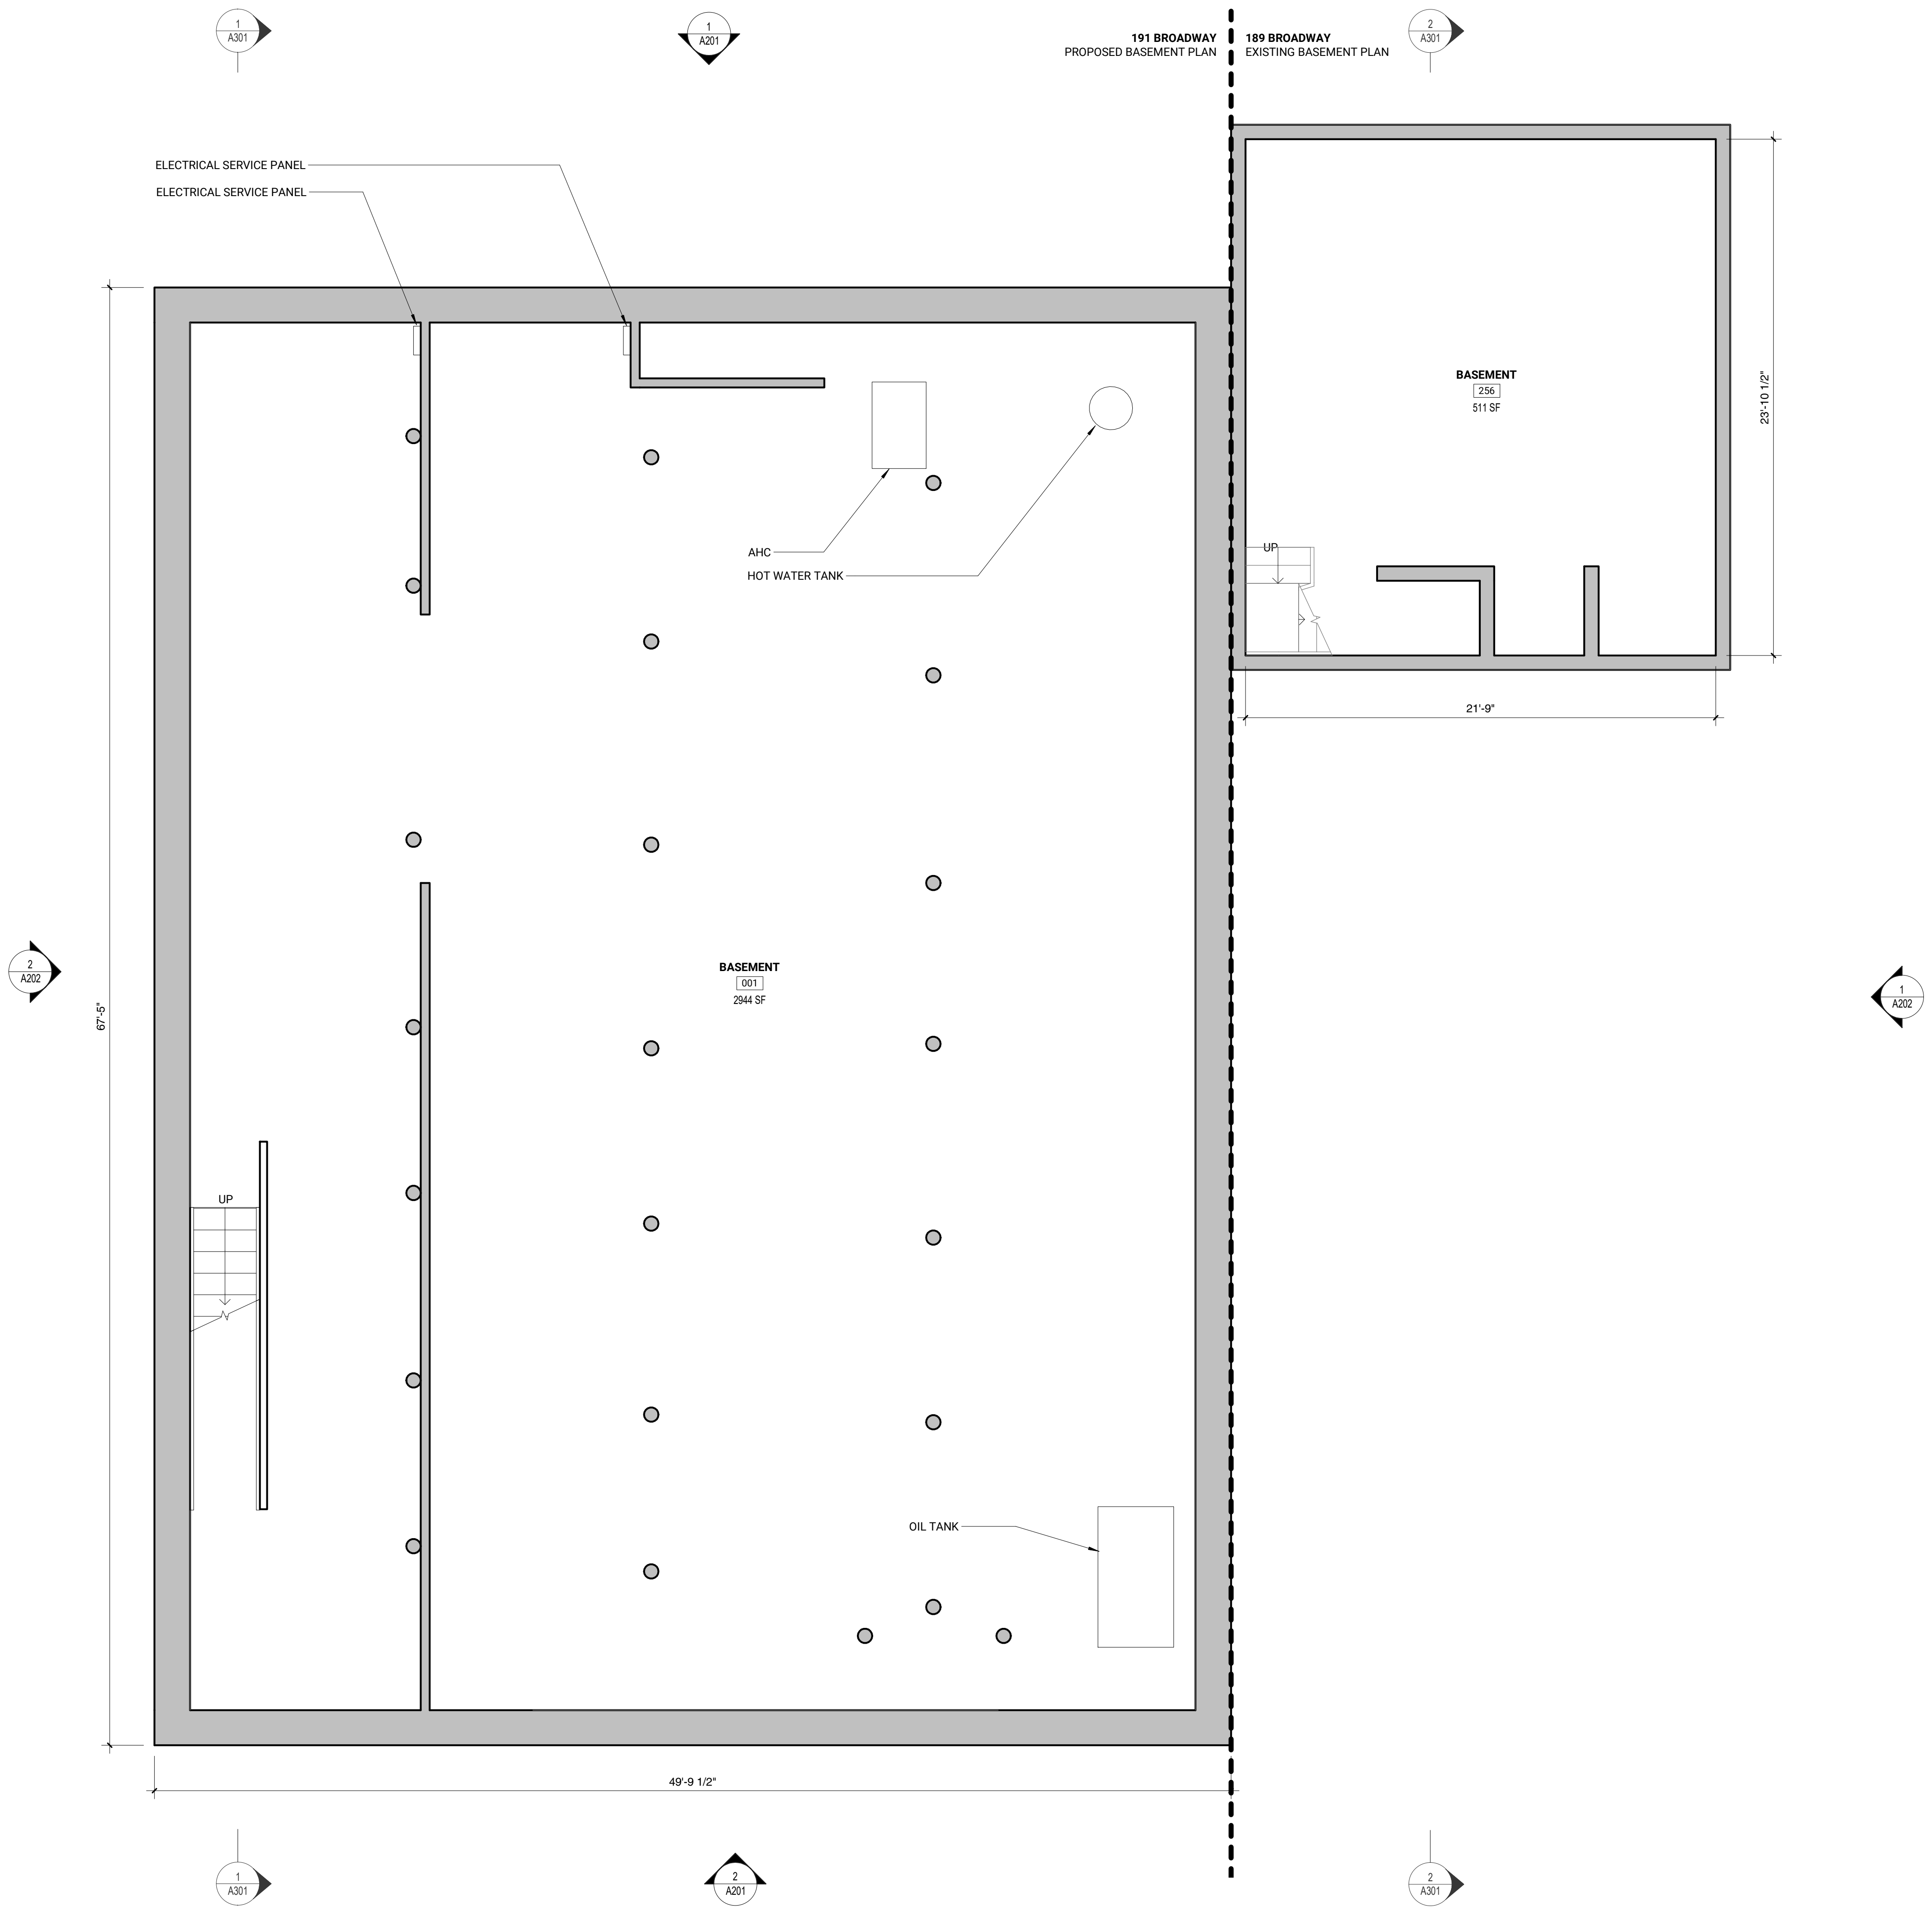 1
A301
1
A201
191 BROADWAY
PROPOSED BASEMENT PLAN
189 BROADWAY
EXISTING BASEMENT PLAN
2
A301
ELECTRICAL SERVICE PANEL
ELECTRICAL SERVICE PANEL
BASEMENT
256
511 SF
23'-10 1/2"
AHC
HOT WATER TANK
UP
21'-9"
BASEMENT
001
2944 SF
2
A202
67'-5"
1
A202
UP
OIL TANK
49'-9 1/2"
1
A301
2
A201
2
A301